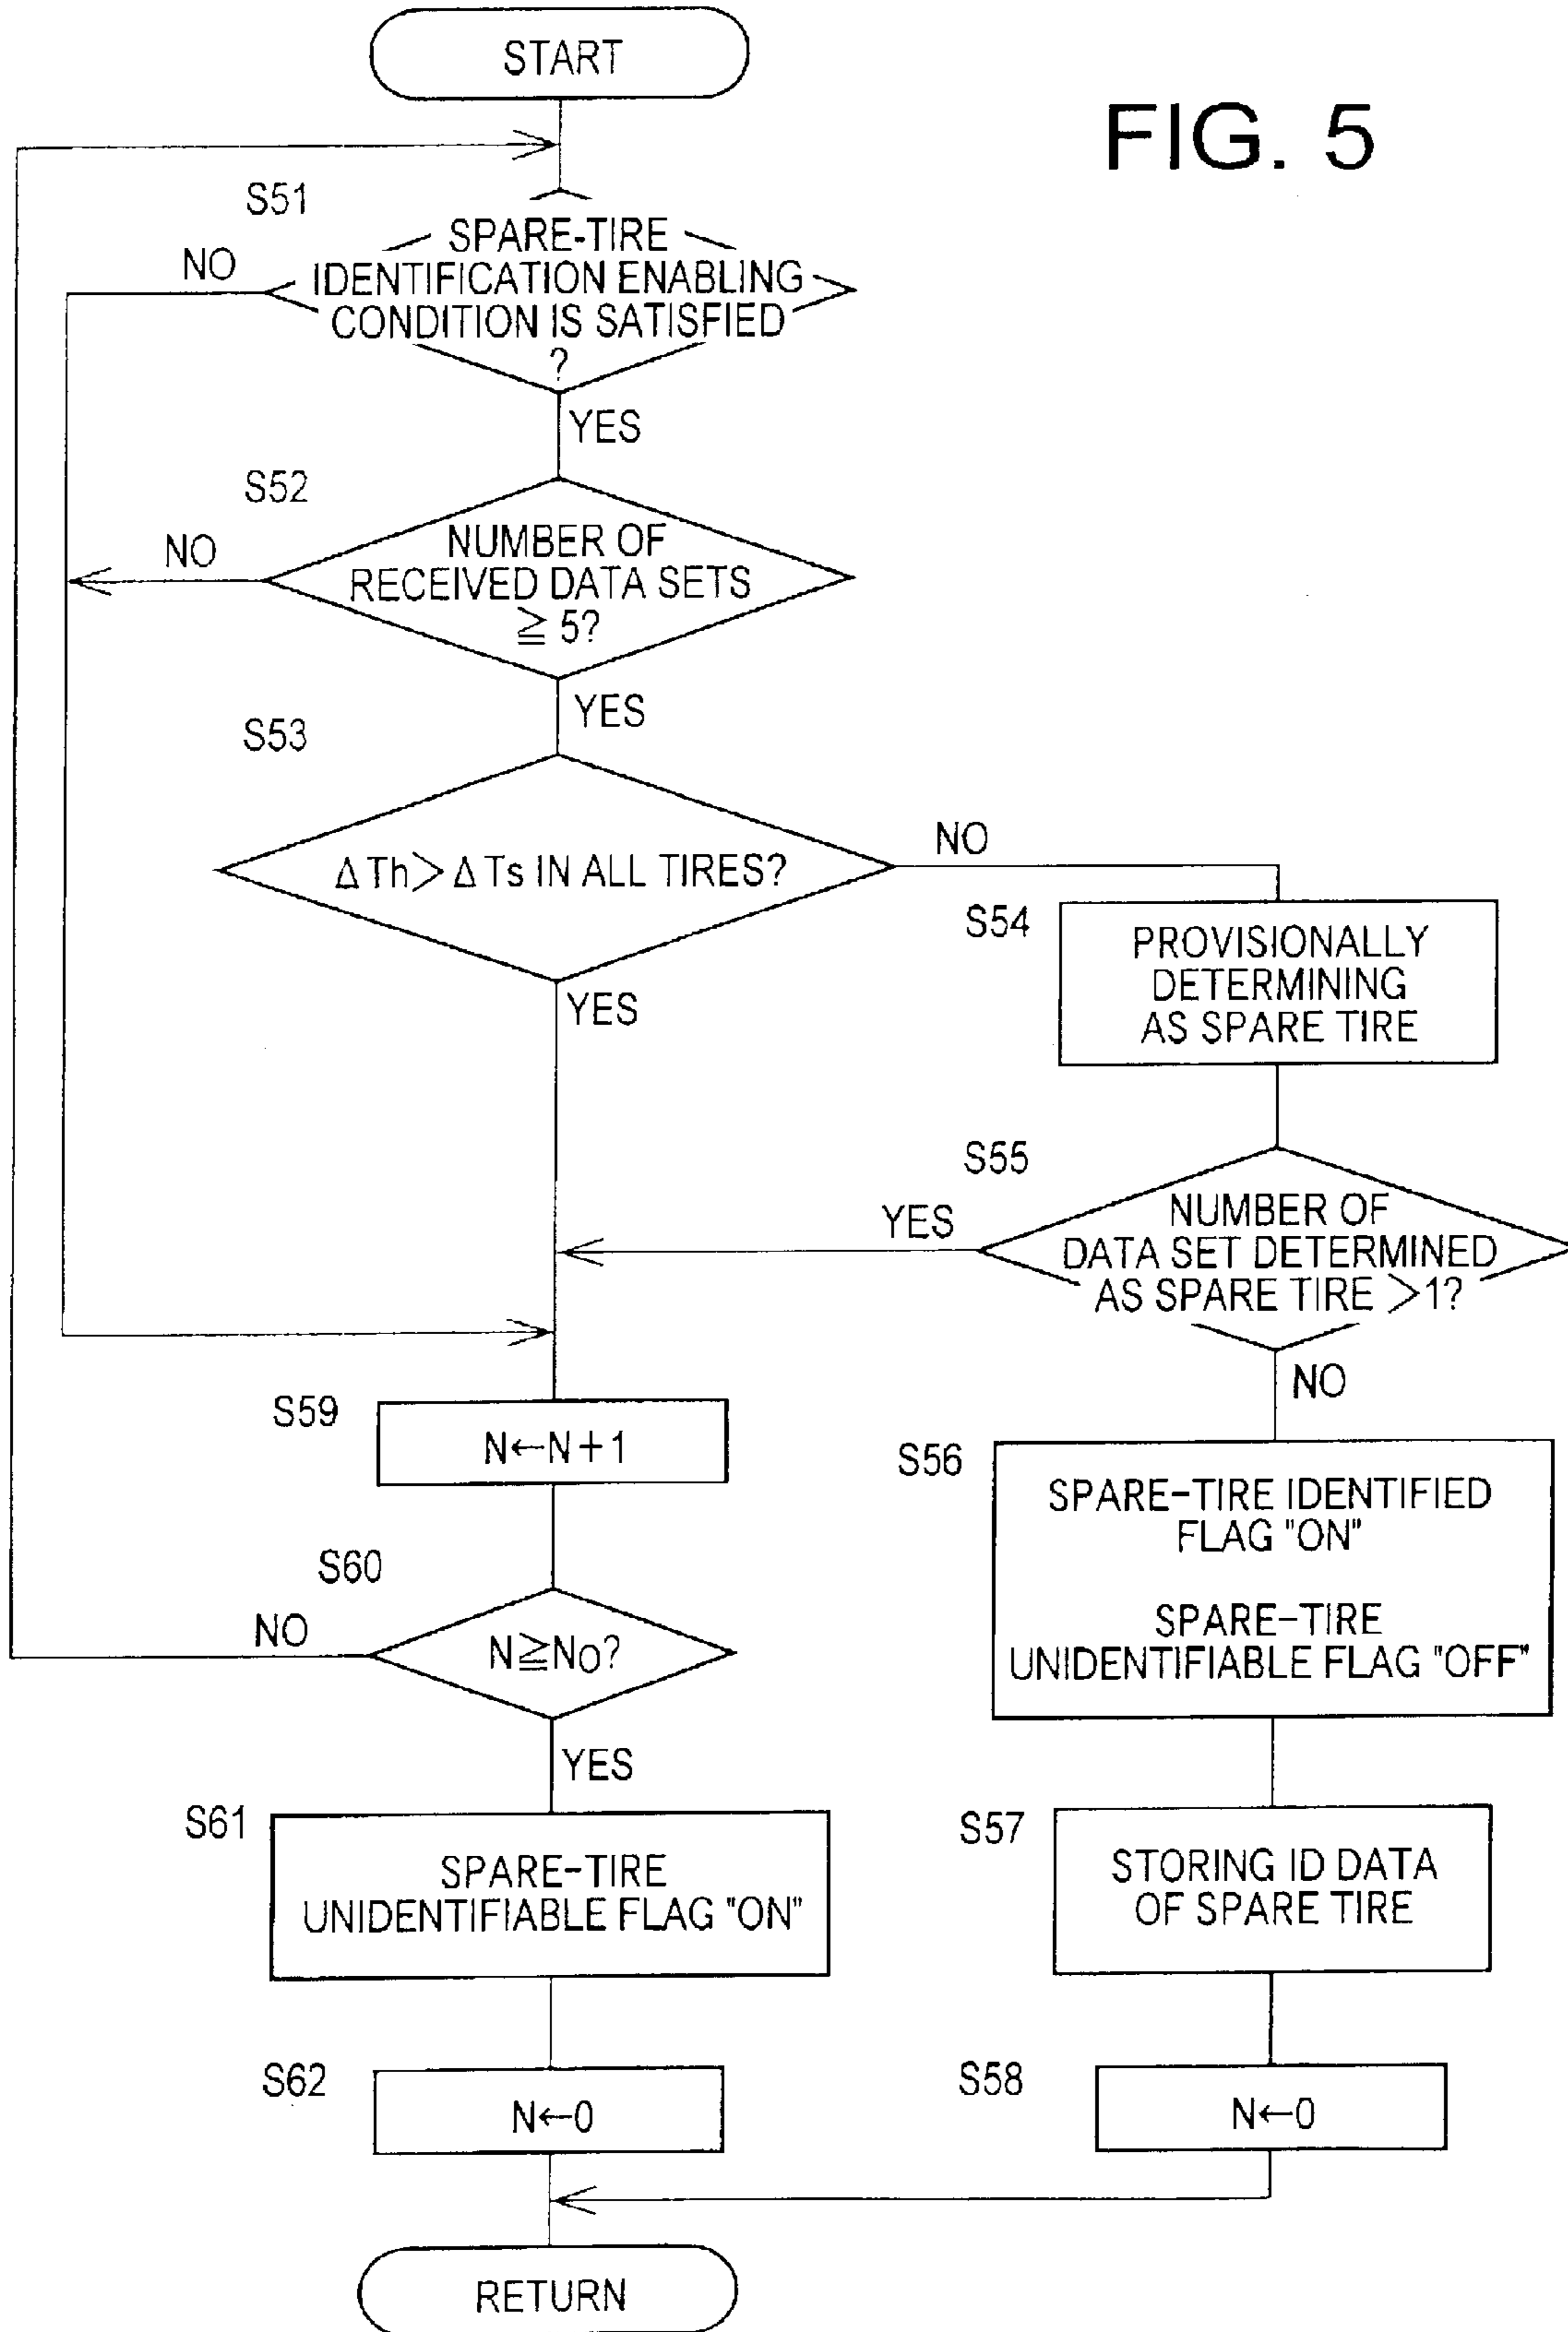 START
FIG. 5
S51
SPARE-TIRE
IDENTIFICATION ENABLING
CONDITION IS SATISFIED
?
NO
YES
S52
NUMBER OF
RECEIVED DATA SETS
≧ 5?
NO
YES
S53
ΔTh>ΔTs IN ALL TIRES?
NO
YES
S54
PROVISIONALLY
DETERMINING
AS SPARE TIRE
S55
NUMBER OF
DATA SET DETERMINED
AS SPARE TIRE >1?
YES
NO
S59
N←N+1
S56
SPARE-TIRE IDENTIFIED
FLAG "ON"
SPARE-TIRE
UNIDENTIFIABLE FLAG "OFF"
S60
N≧NO?
NO
YES
S61
SPARE-TIRE
UNIDENTIFIABLE FLAG "ON"
S57
STORING ID DATA
OF SPARE TIRE
S62
N←0
S58
N←0
RETURN